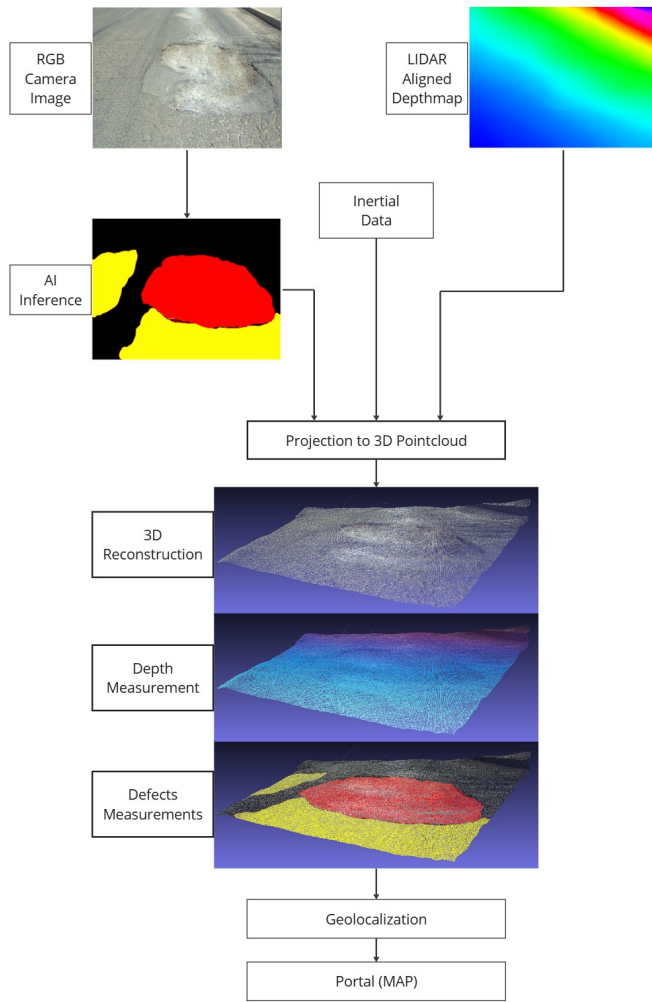 RGB
Camera
Image
LIDAR
Aligned
Depthmap
Inertial
Data
AI
Inference
Projection to 3D Pointcloud
3D
Reconstruction
Depth
Measurement
Defects
Measurements
Geolocalization
Portal (MAP)